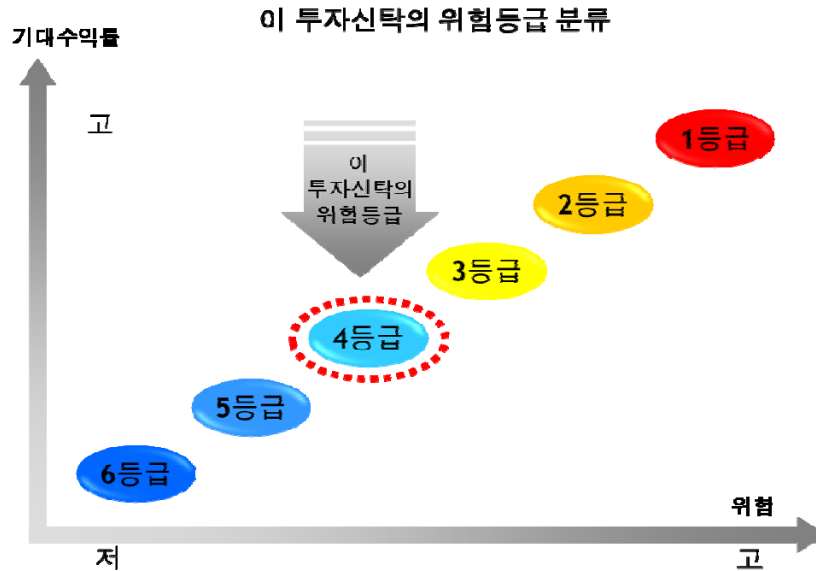 이 투자신탁의 위험등급 분류
기대수익률
고
이
투자신탁의
위험등급
1등급
2등급
3등급
4등급
5등급
6등급
위험
저
고